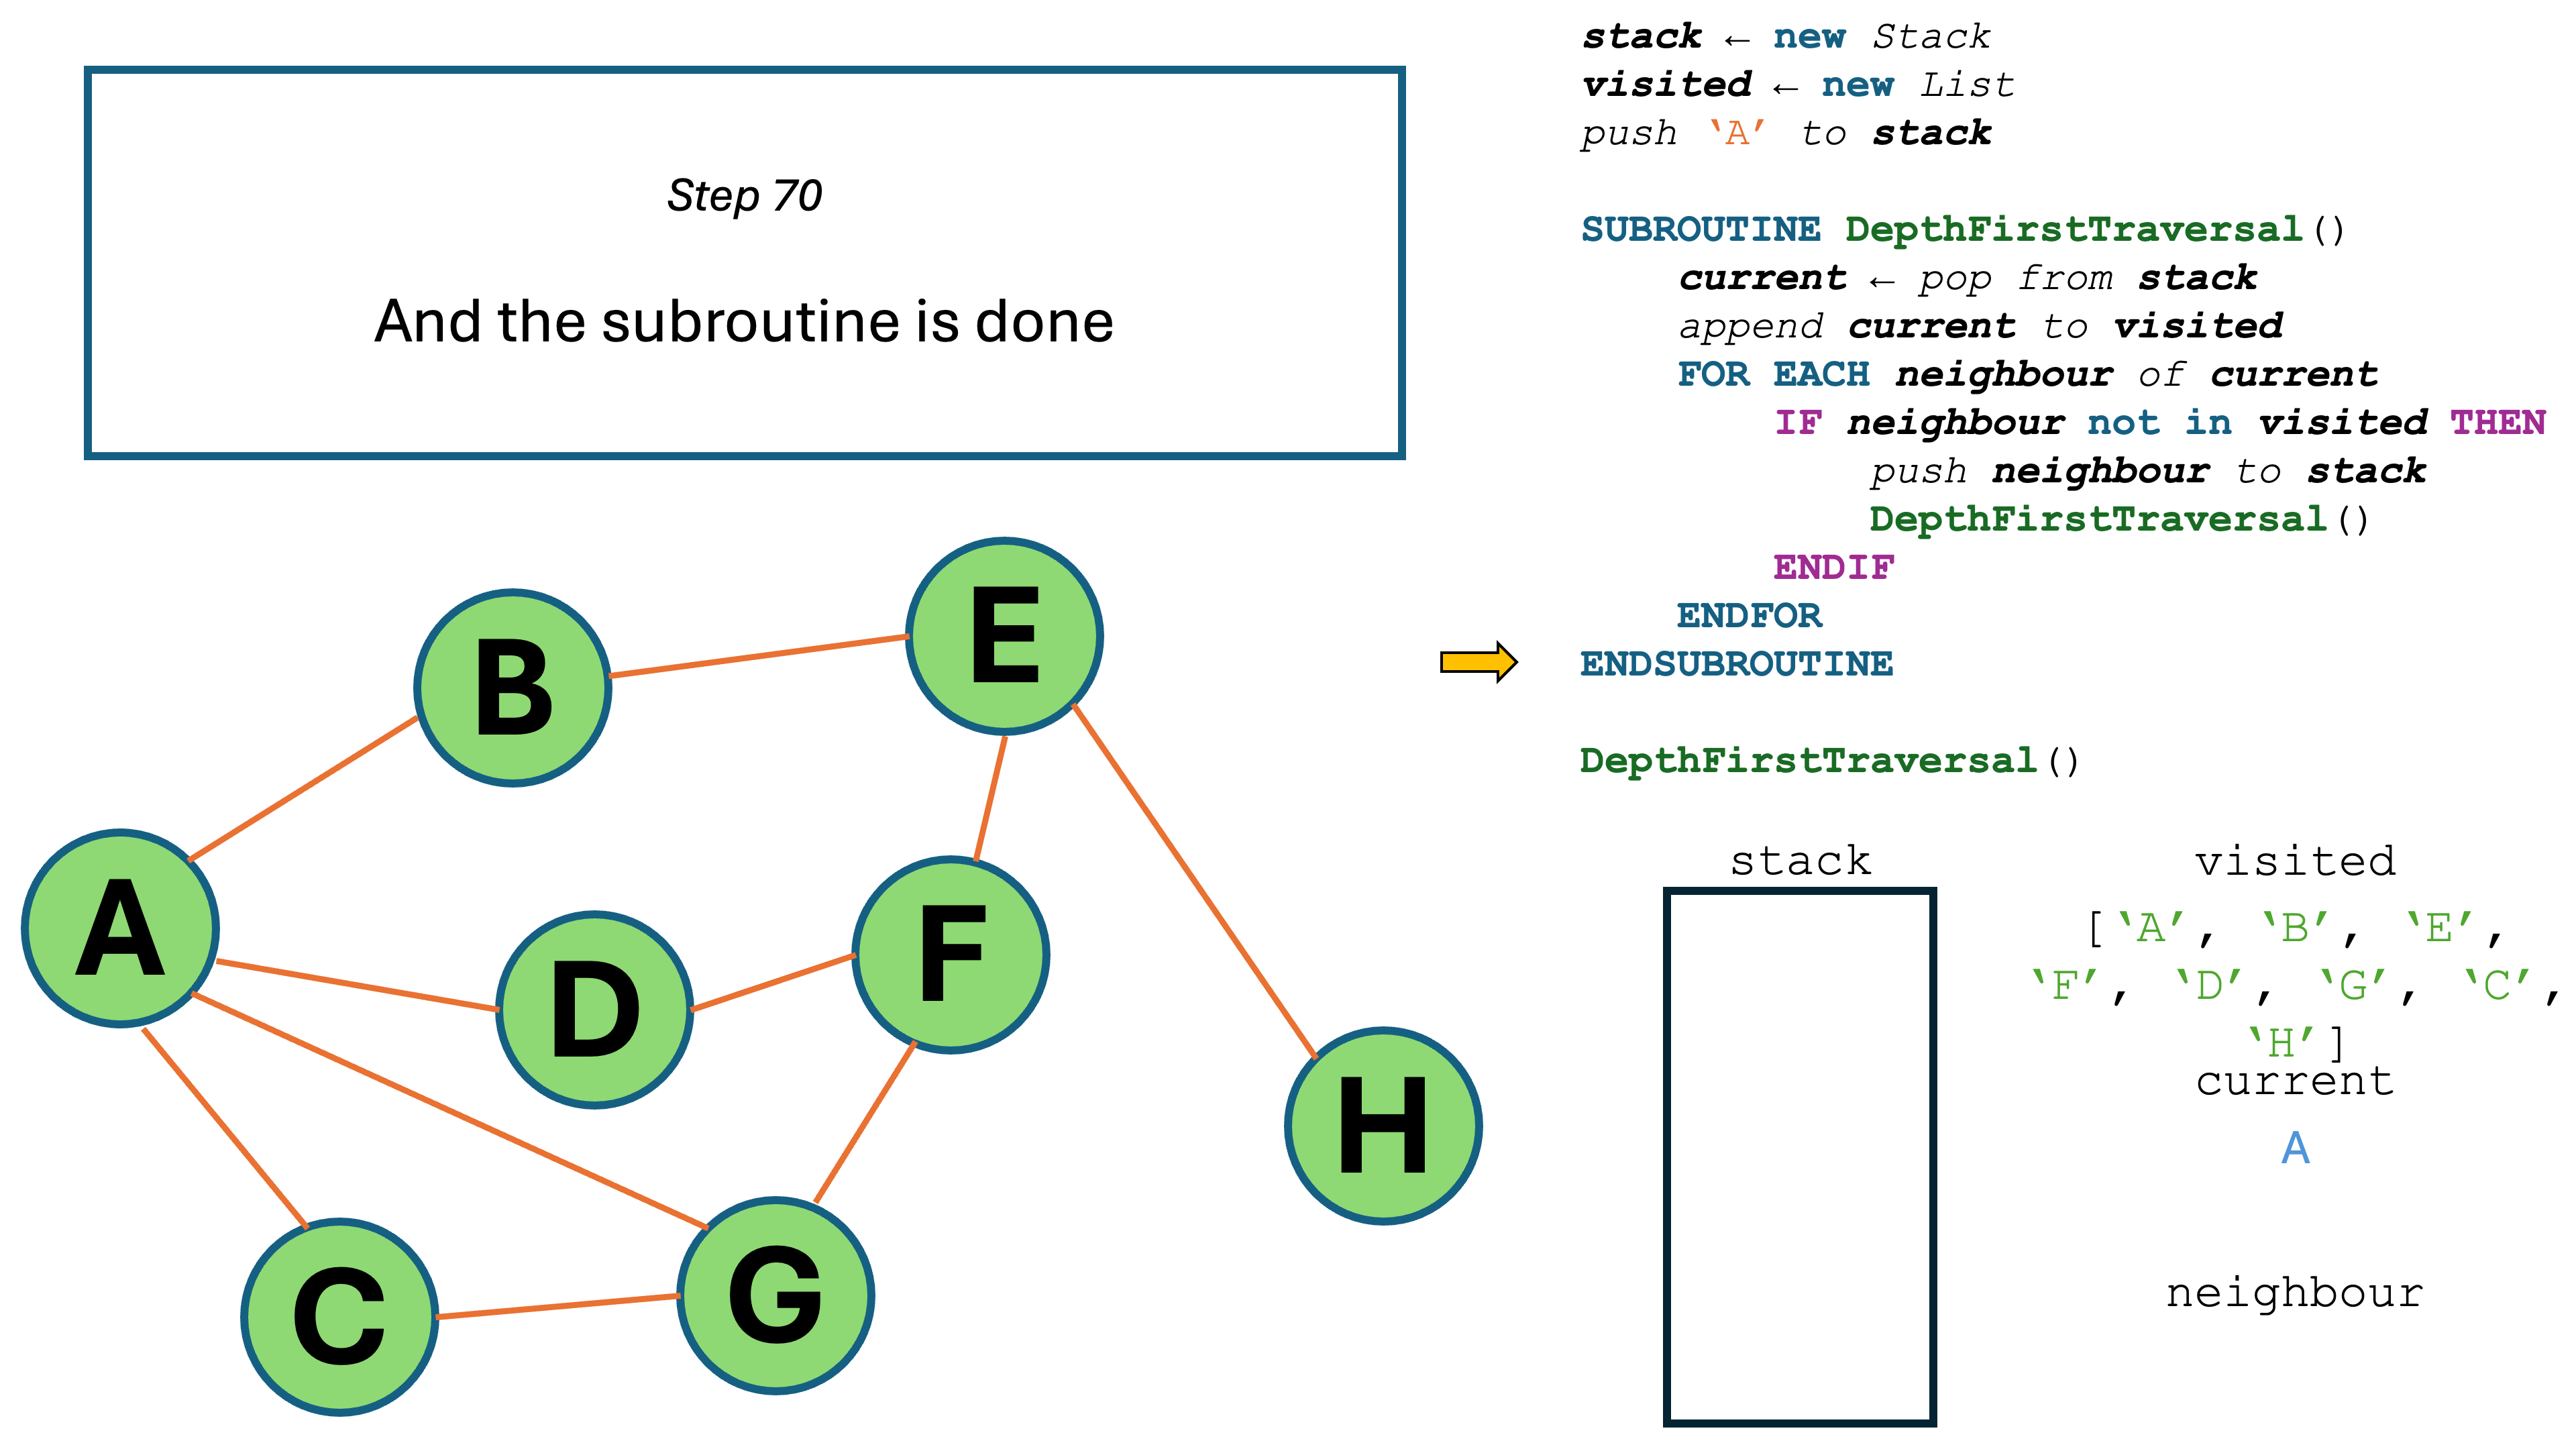 Step 70
And the subroutine is done
stack ← new Stack
visited ← new List
push ‘A’ to stack
SUBROUTINE DepthFirstTraversal()
current ← pop from stack
append current to visited
FOR EACH neighbour of current
IF neighbour not in visited THEN
push neighbour to stack
DepthFirstTraversal()
ENDIF
ENDFOR
ENDSUBROUTINE
DepthFirstTraversal()
A
B
C
D
E
F
G
H
stack
visited
[‘A’, ‘B’, ‘E’,
‘F’, ‘D’, ‘G’, ‘C’,
‘H’]
current
A
neighbour